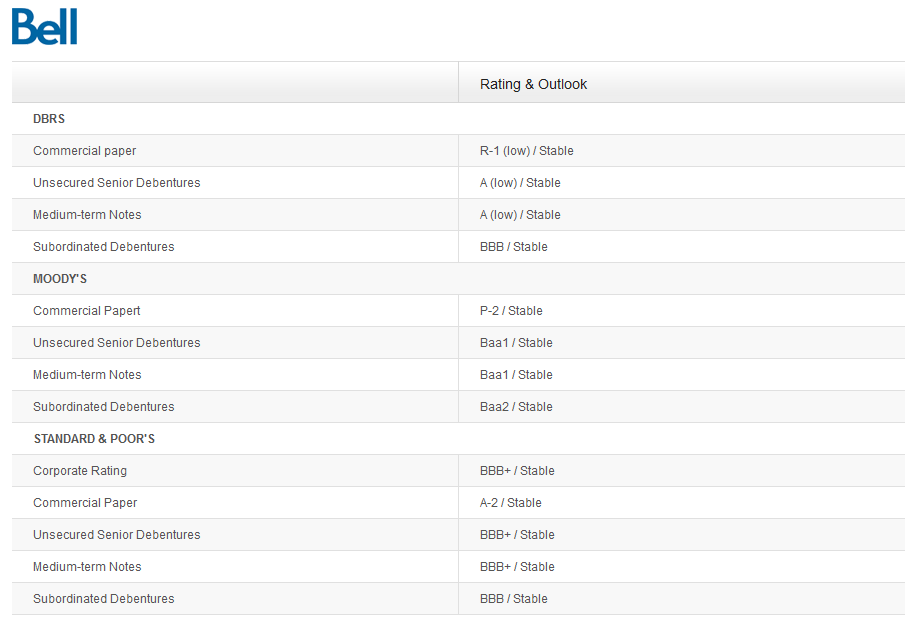 Bell
Rating & Outlook
DBRS
Commercial paper R-1 (low) / Stable
Unsecured Senior Debentures A (low) / Stable
Medium-term Notes A (low) / Stable
Subordinated Debentures BBB / Stable
MOODY'S
Commercial Papert P-2 / Stable
Unsecured Senior Debentures Baa1 / Stable
Medium-term Notes Baa1 / Stable
Subordinated Debentures Baa2 / Stable
STANDARD & POOR'S
Corporate Rating BBB+ / Stable
Commercial Paper A-2 / Stable
Unsecured Senior Debentures BBB+ / Stable
Medium-term Notes BBB+ / Stable
Subordinated Debentures BBB / Stable